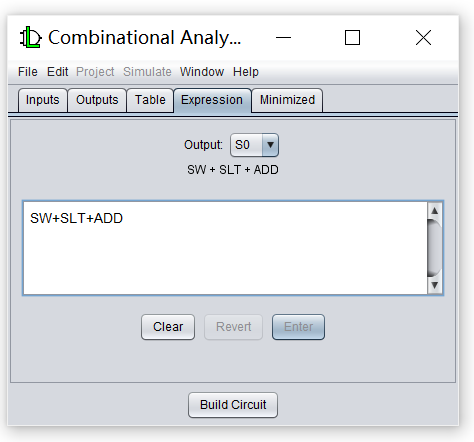 Combinational Analy...
File Edit Project Simulate Window Help
Inputs Outputs Table Expression Minimized
Output: S0
SW + SLT + ADD
SW+SLT+ADD
Clear Revert Enter
Build Circuit